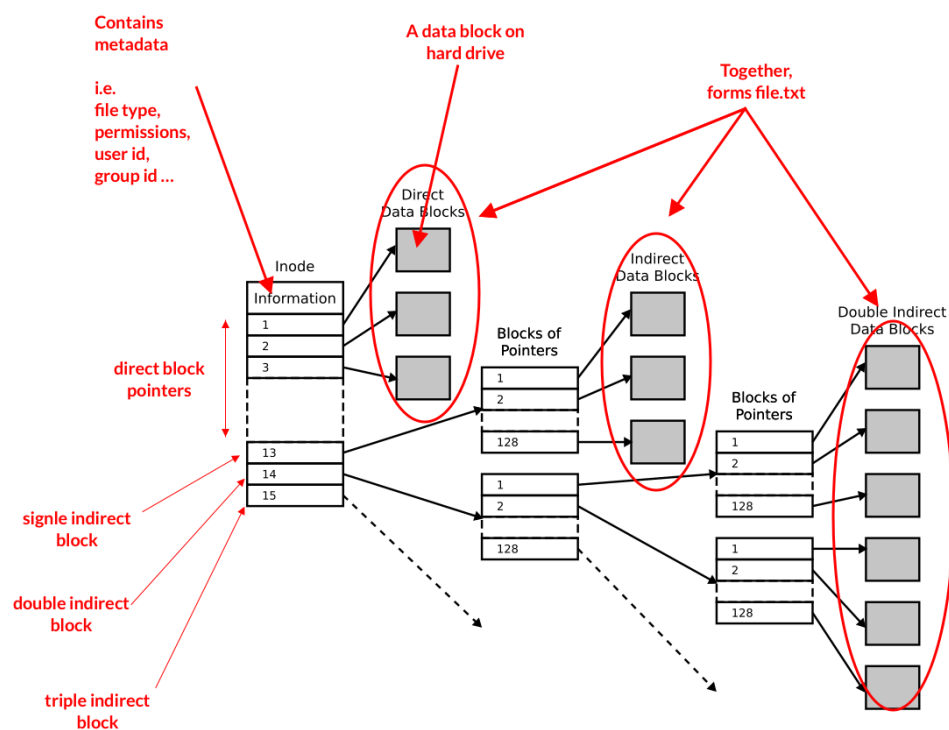 Contains
metadata
i.e.
file type,
permissions,
user id,
group id ...
A data block on
hard drive
Together,
forms file.txt
Direct
Data Blocks
Inode
Information
1
2
3
direct block
pointers
13
14
15
signle indirect
block
double indirect
block
triple indirect
block
Blocks of
Pointers
1
2
128
1
2
128
Indirect
Data Blocks
Blocks of
Pointers
1
2
128
1
2
128
Double Indirect
Data Blocks